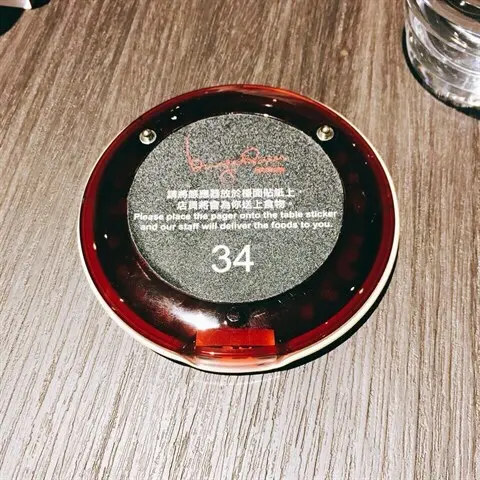 請將感應器放於檯面貼紙上，
店員將會為你送上食物。
Please place the pager onto the table sticker
and our staff will deliver the foods to you.
34